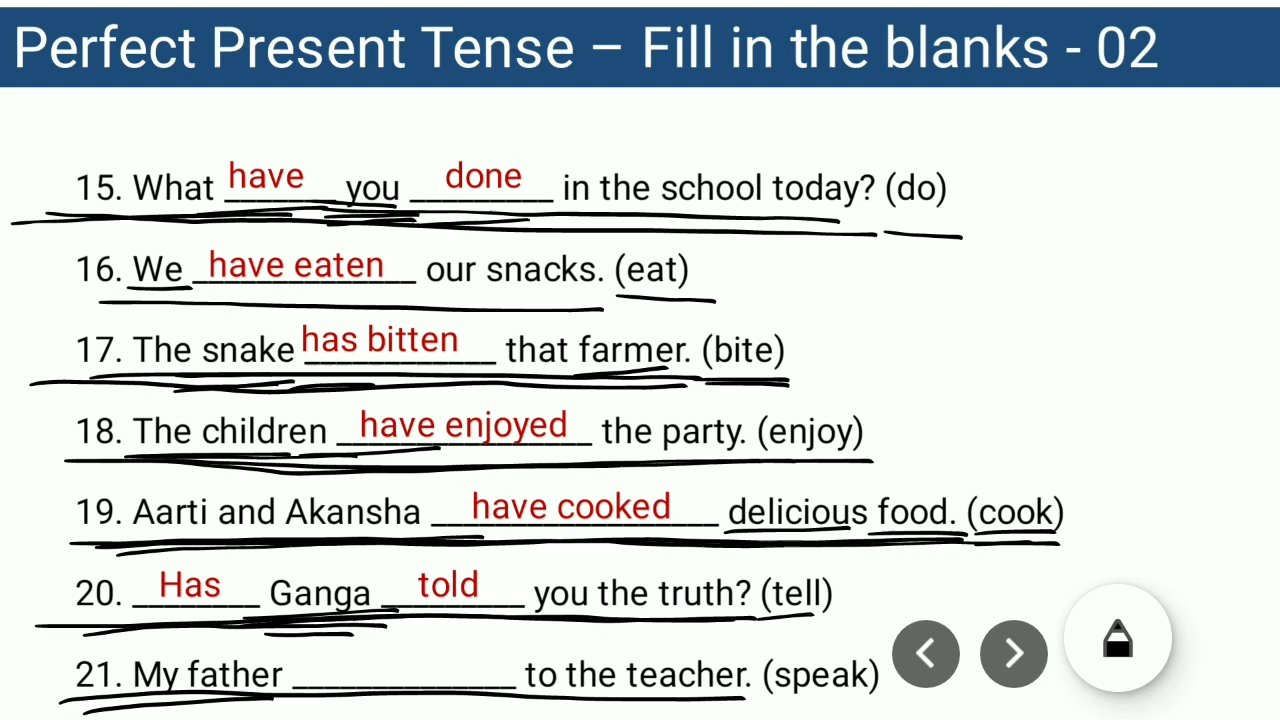 Perfect Present Tense – Fill in the blanks - 02
15. What have you done in the school today? (do)
16. We have eaten our snacks. (eat)
17. The snake has bitten that farmer. (bite)
18. The children have enjoyed the party. (enjoy)
19. Aarti and Akansha have cooked delicious food. (cook)
20. Has Ganga told you the truth? (tell)
21. My father ______________ to the teacher. (speak)